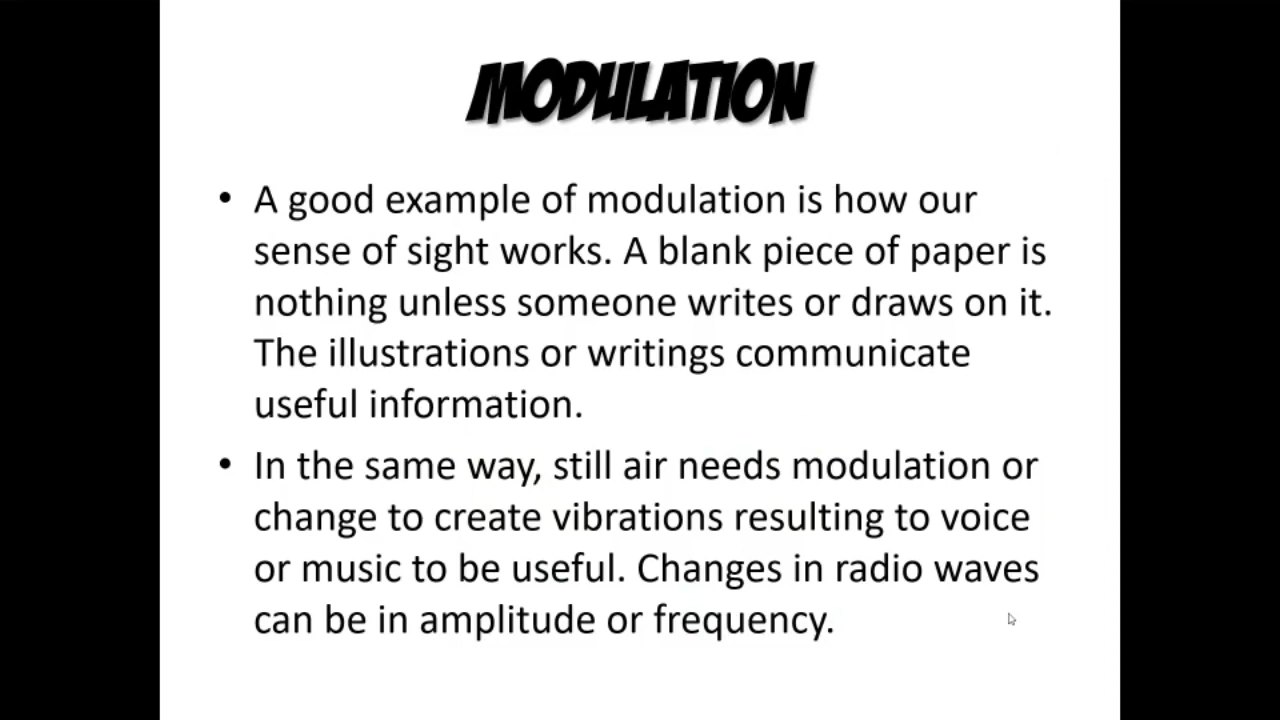 MODULATION
• A good example of modulation is how our
sense of sight works. A blank piece of paper is
nothing unless someone writes or draws on it.
The illustrations or writings communicate
useful information.
• In the same way, still air needs modulation or
change to create vibrations resulting to voice
or music to be useful. Changes in radio waves
can be in amplitude or frequency.